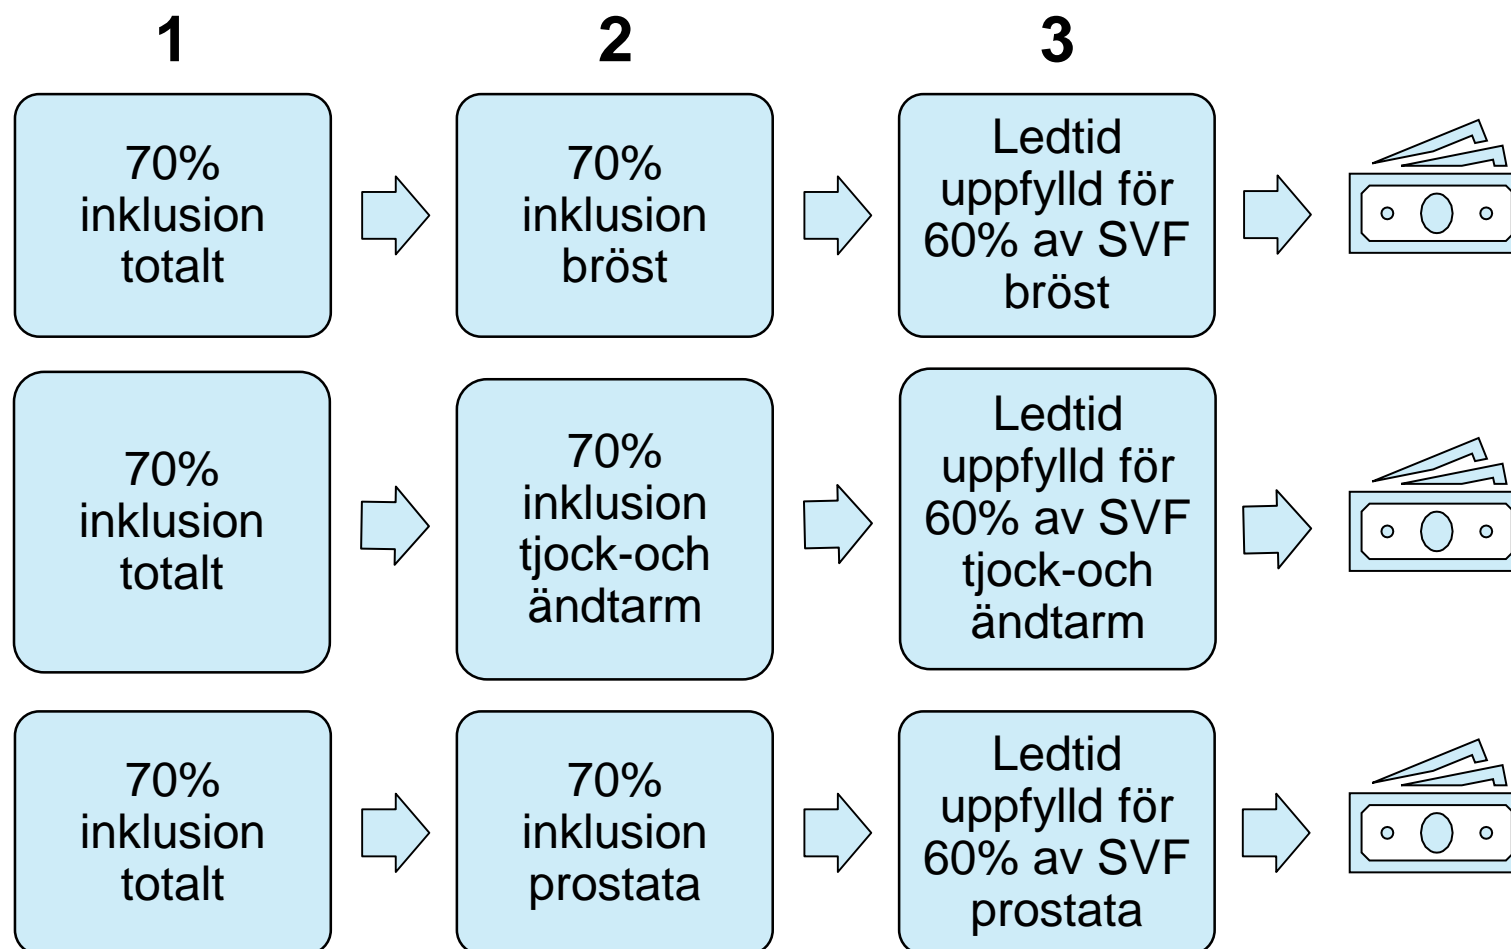 1
2
3
70%
inklusion
totalt
70%
inklusion
bröst
Ledtid
uppfylld för
60% av SVF
bröst
70%
inklusion
totalt
70%
inklusion
tjock-och
ändtarm
Ledtid
uppfylld för
60% av SVF
tjock-och
ändtarm
70%
inklusion
totalt
70%
inklusion
prostata
Ledtid
uppfylld för
60% av SVF
prostata